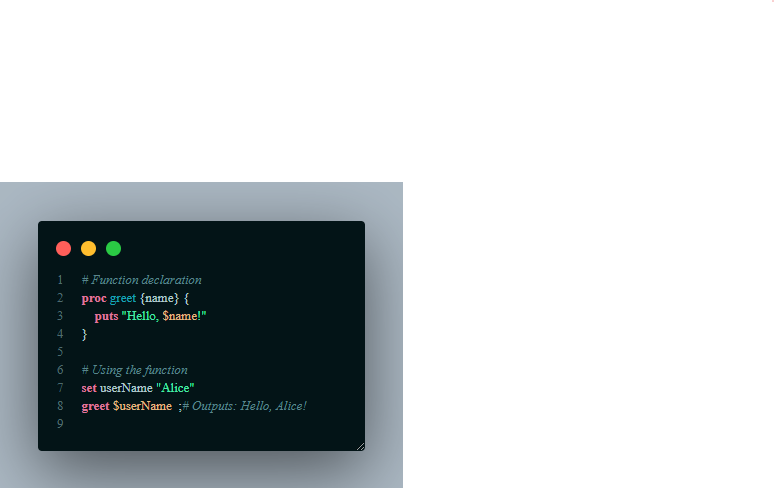 1 # Function declaration
2 proc greet {name} {
3     puts "Hello, $name!"
4 }
5
6 # Using the function
7 set userName "Alice"
8 greet $userName  ;# Outputs: Hello, Alice!
9